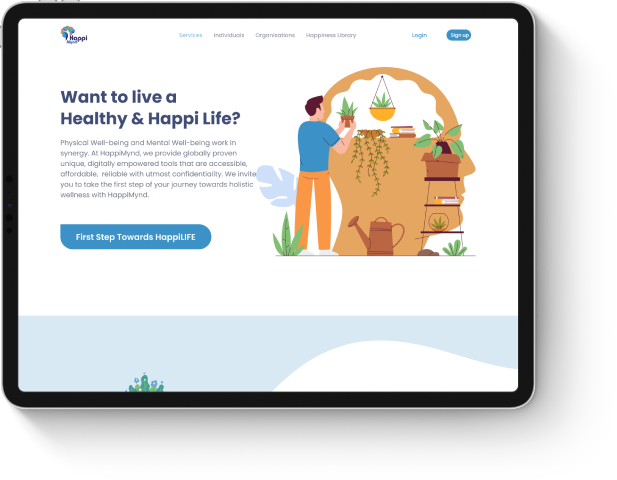 Happi
Mynd
Services Individuals Organisations Happiness Library Login Sign up
Want to live a
Healthy & Happi Life?
Physical Well-being and Mental Well-being work in
synergy. At HappiMynd, we provide globally proven
unique, digitally empowered tools that are accessible,
affordable, reliable with utmost confidentiality. We invite
you to take the first step of your journey towards holistic
wellness with HappiMynd.
First Step Towards HappiLIFE